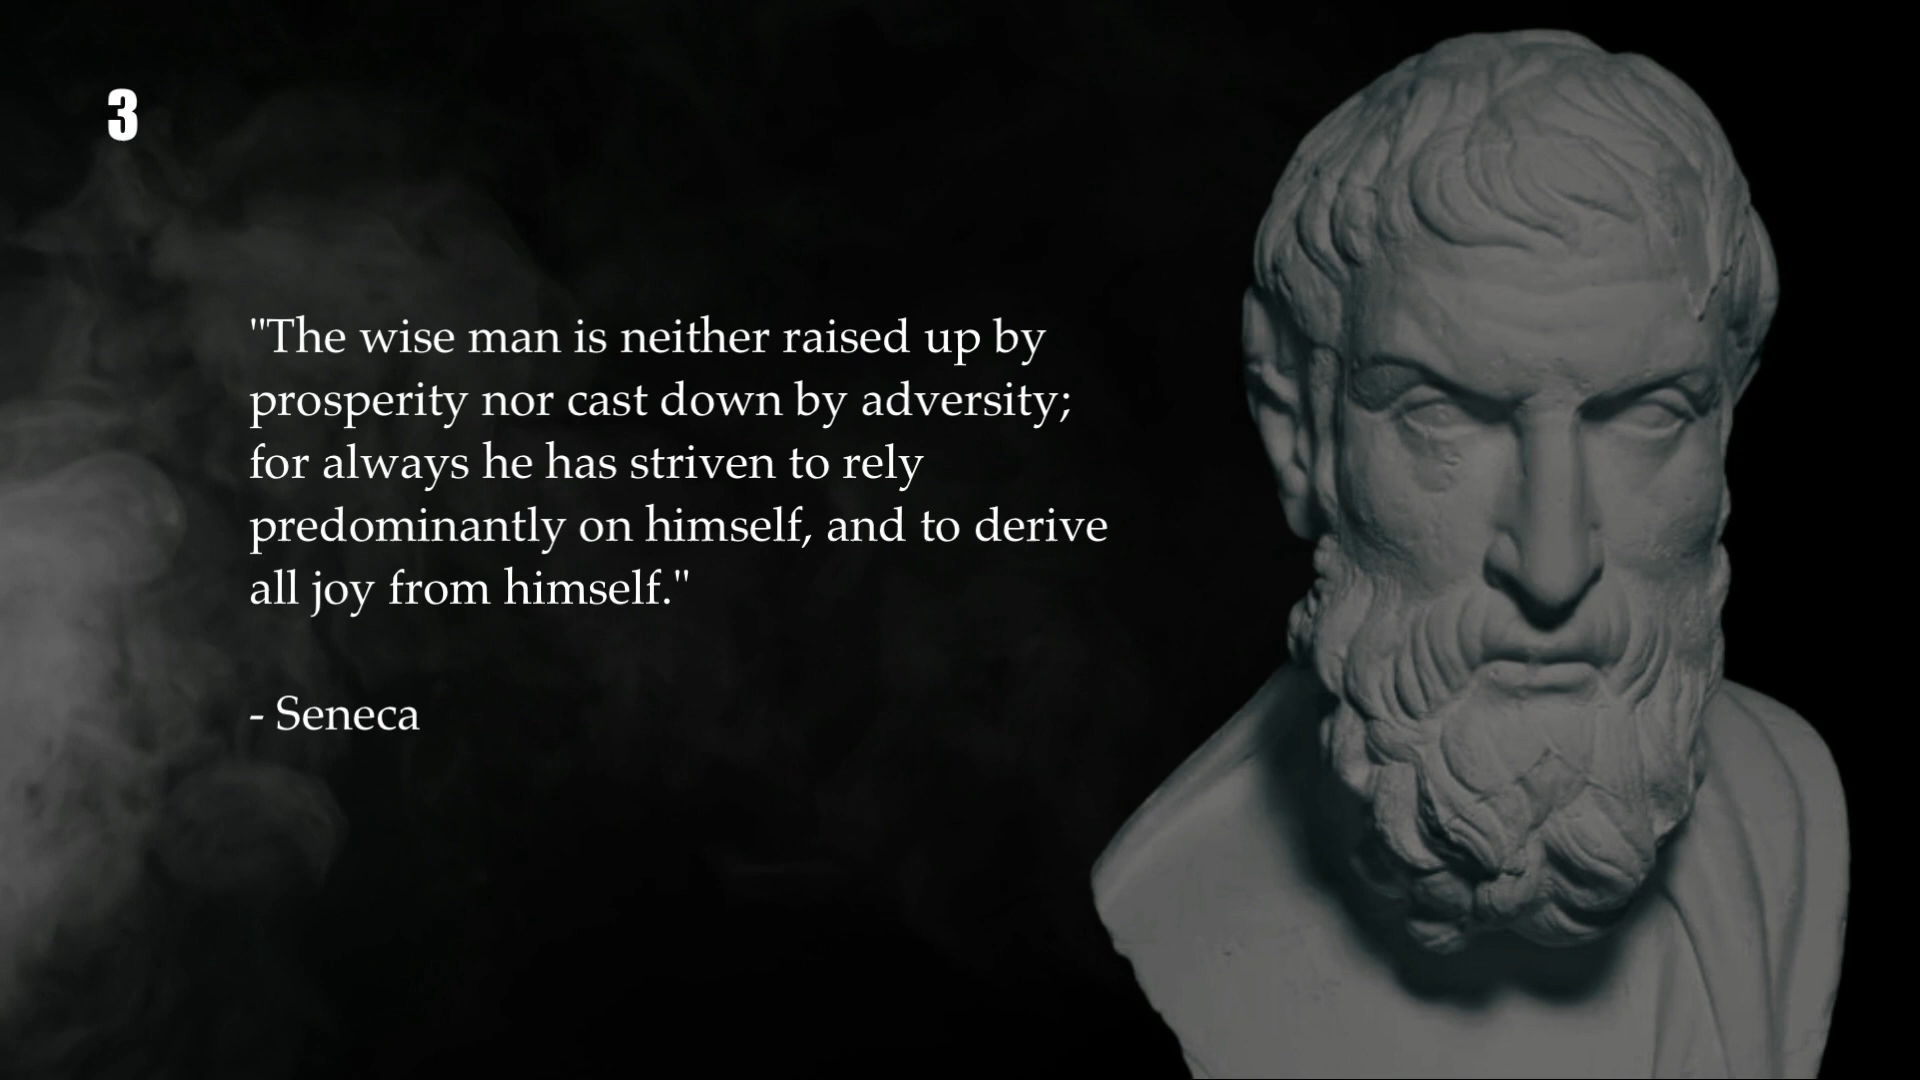 3
"The wise man is neither raised up by
prosperity nor cast down by adversity;
for always he has striven to rely
predominantly on himself, and to derive
all joy from himself."
- Seneca